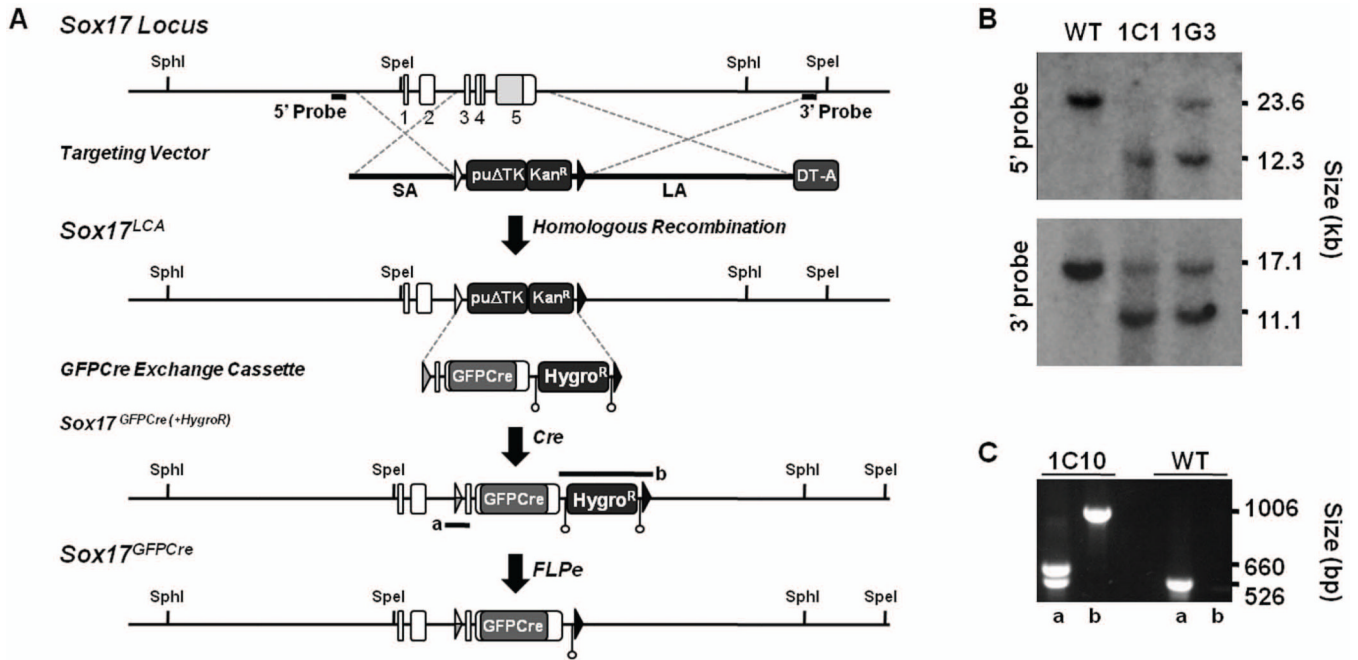 A
Sox17 Locus
SphI SpeI SphI SpeI
5' Probe 1 2 3 4 5 3' Probe
Targeting Vector
SA puΔTK Kan^R LA DT-A
Sox17^LCA
Homologous Recombination
SphI SpeI SphI SpeI
puΔTK Kan^R
GFPCre Exchange Cassette
GFPCre Hygro^R
Sox17^GFPCre (+HygroR)
Cre
SphI SpeI SphI SpeI
GFPCre Hygro^R b
a
Sox17^GFPCre
FLPe
SphI SpeI SphI SpeI
GFPCre
B
WT 1C1 1G3
5' probe
23.6
12.3
3' probe
17.1
11.1
Size (kb)
C
1C10 WT
1006
660
526
Size (bp)
a b a b